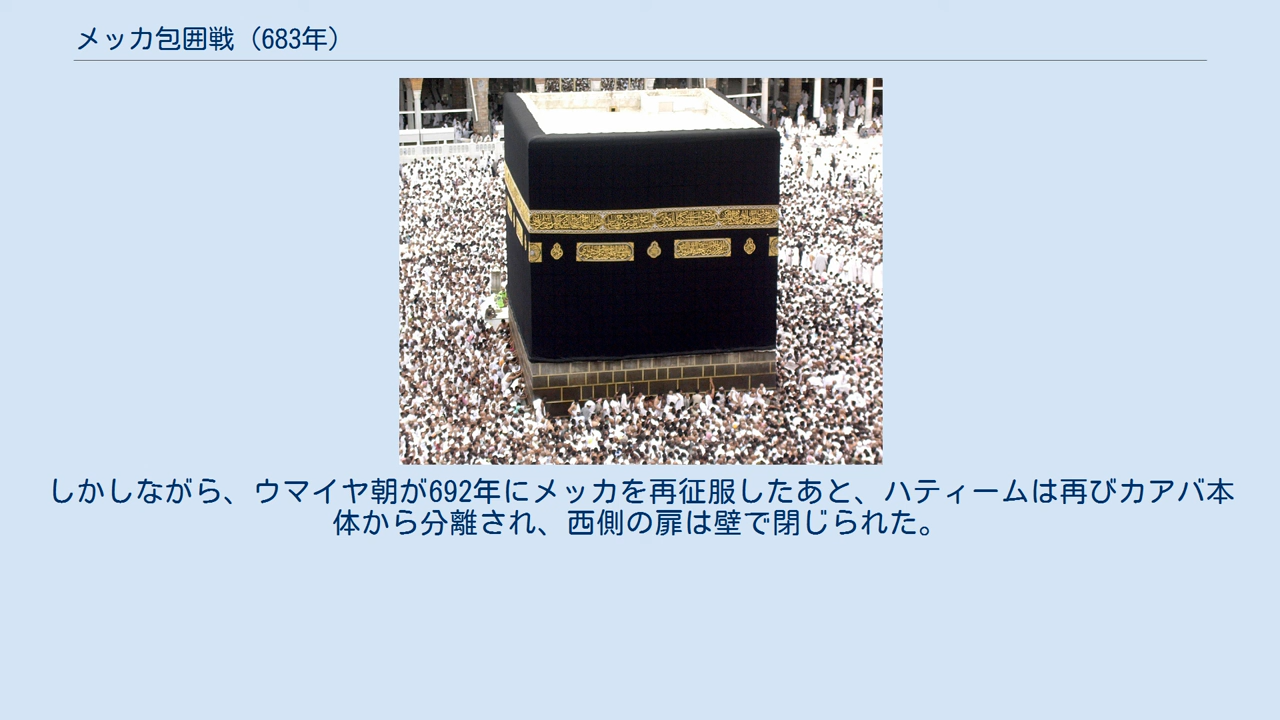 メッカ包囲戦（683年）
しかしながら、ウマイヤ朝が692年にメッカを再征服したあと、ハティームは再びカアバ本
体から分離され、西側の扉は壁で閉じられた。